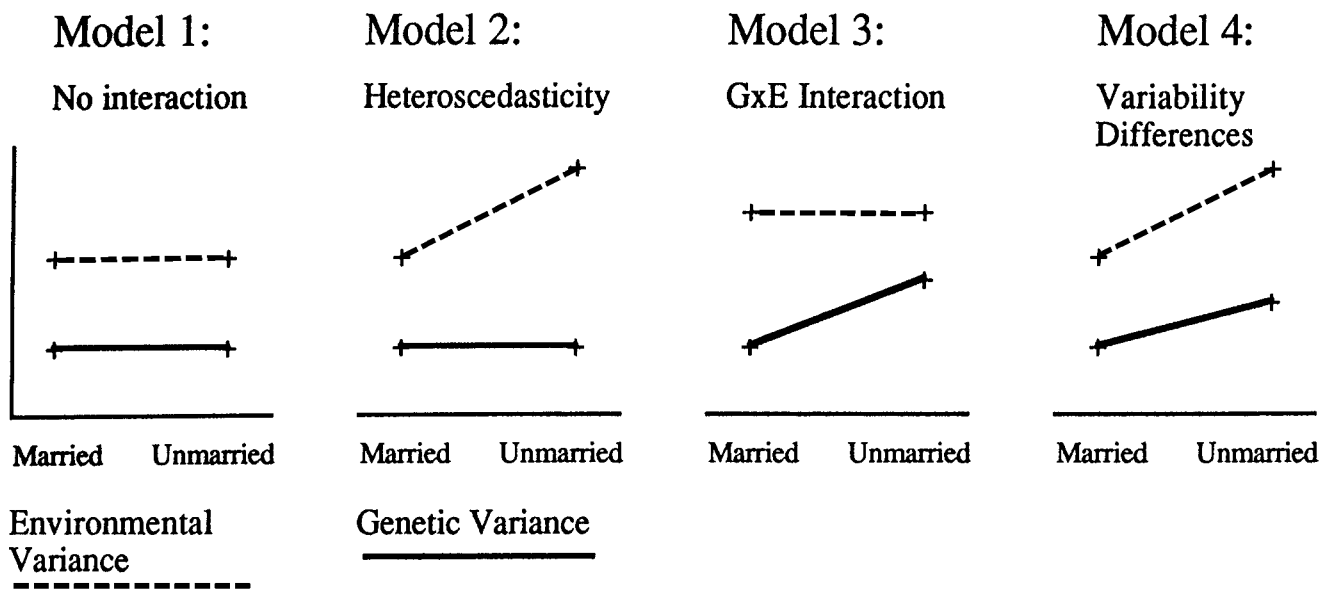 Model 1:
No interaction
Model 2:
Heteroscedasticity
Model 3:
GxE Interaction
Model 4:
Variability
Differences
Married Unmarried
Married Unmarried
Married Unmarried
Married Unmarried
Environmental
Variance
Genetic Variance